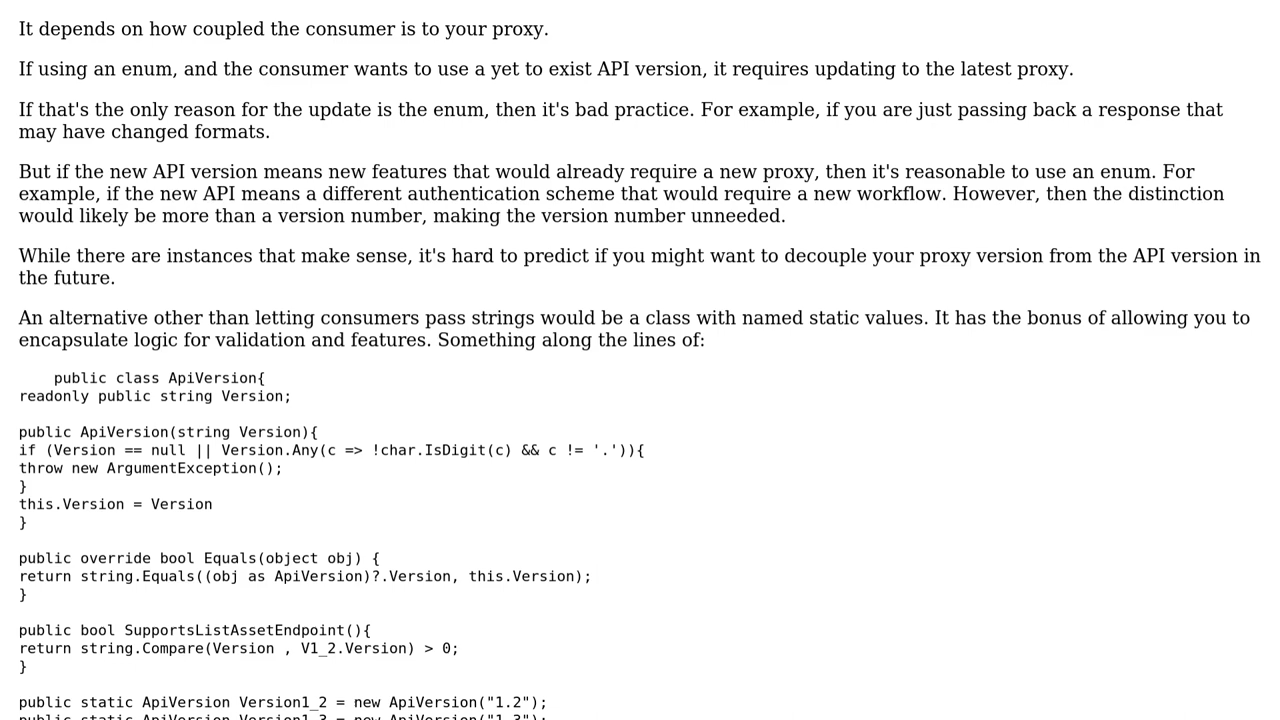 It depends on how coupled the consumer is to your proxy.
If using an enum, and the consumer wants to use a yet to exist API version, it requires updating to the latest proxy.
If that's the only reason for the update is the enum, then it's bad practice. For example, if you are just passing back a response that
may have changed formats.
But if the new API version means new features that would already require a new proxy, then it's reasonable to use an enum. For
example, if the new API means a different authentication scheme that would require a new workflow. However, then the distinction
would likely be more than a version number, making the version number unneeded.
While there are instances that make sense, it's hard to predict if you might want to decouple your proxy version from the API version in
the future.
An alternative other than letting consumers pass strings would be a class with named static values. It has the bonus of allowing you to
encapsulate logic for validation and features. Something along the lines of:
    public class ApiVersion{
readonly public string Version;
public ApiVersion(string Version){
if (Version == null || Version.Any(c => !char.IsDigit(c) && c != '.')){
throw new ArgumentException();
}
this.Version = Version
}
public override bool Equals(object obj) {
return string.Equals((obj as ApiVersion)?.Version, this.Version);
}
public bool SupportsListAssetEndpoint(){
return string.Compare(Version , V1_2.Version) > 0;
}
public static ApiVersion Version1_2 = new ApiVersion("1.2");
public static ApiVersion Version1_3 = new ApiVersion("1.3");